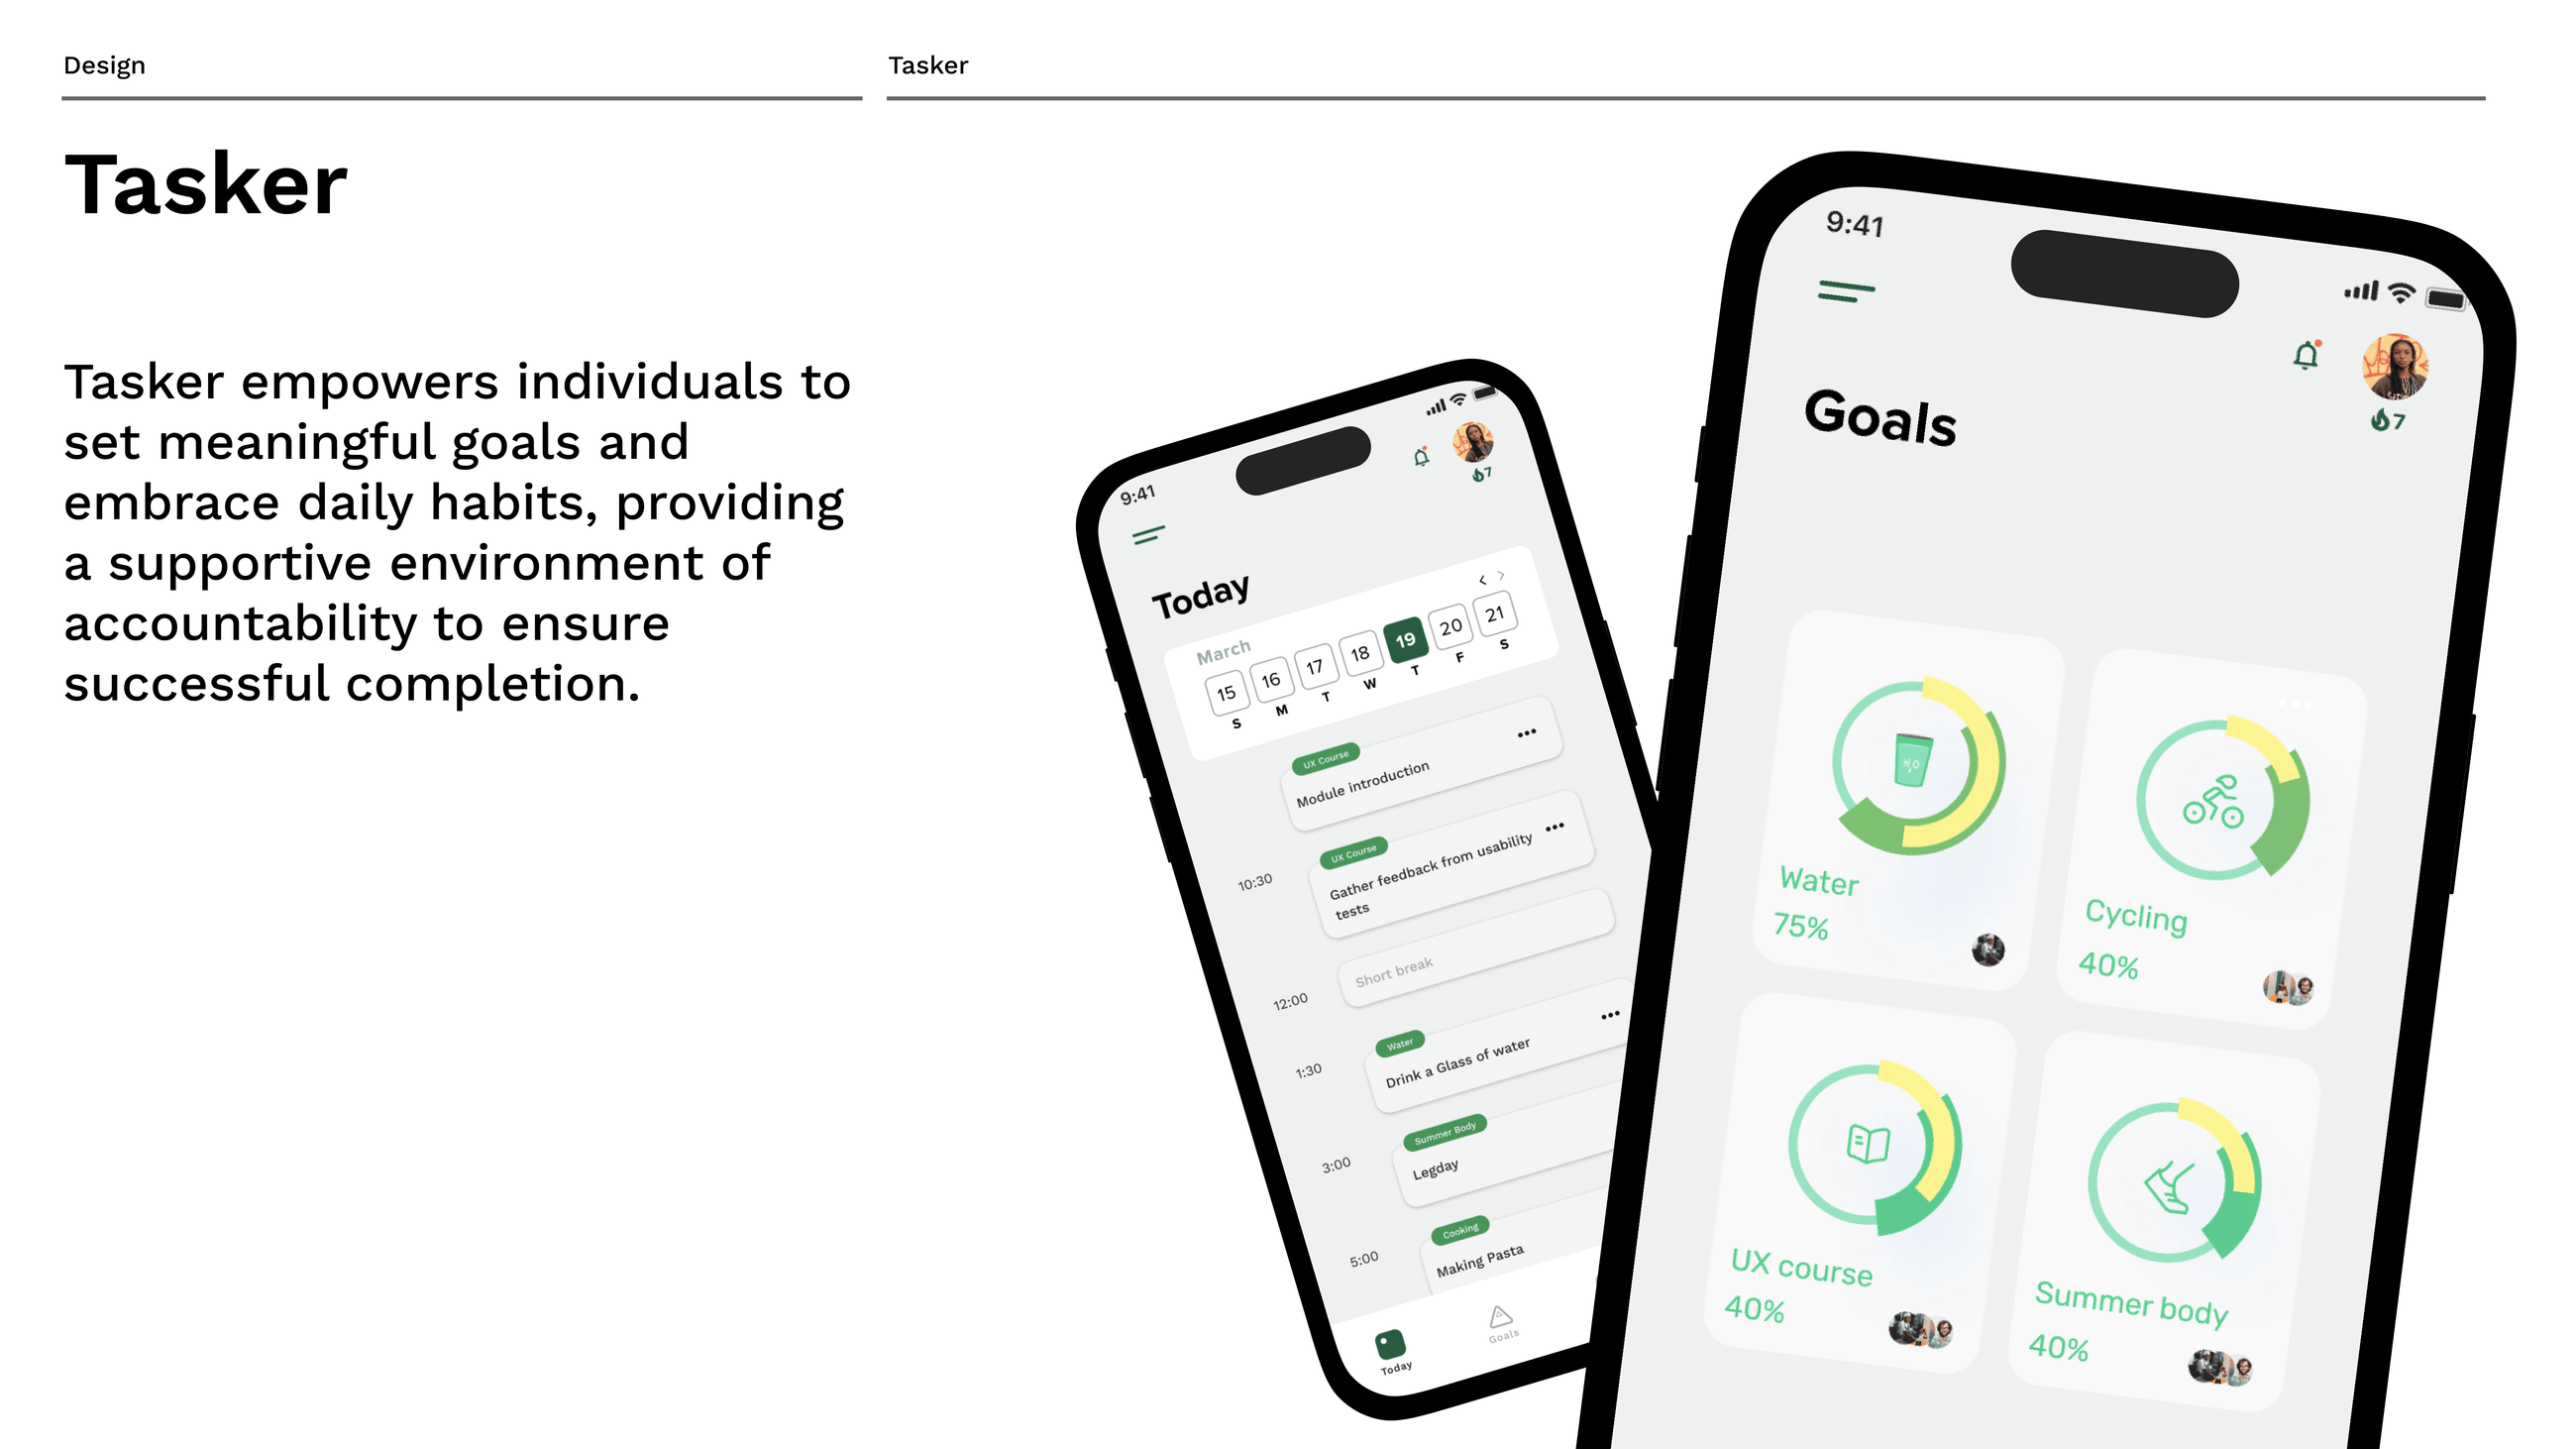 Design
Tasker
Tasker
Tasker empowers individuals to
set meaningful goals and
embrace daily habits, providing
a supportive environment of
accountability to ensure
successful completion.
9:41
7
Today
March
15 16 17 18 19 20 21
S M T W T F S
UX Course
Module introduction
10:30
UX Course
Gather feedback from usability
tests
12:00
Short break
1:30
Water
Drink a Glass of water
3:00
Summer Body
Legday
5:00
Cooking
Making Pasta
Today
Goals
9:41
7
Goals
H2O
Water
75%
Cycling
40%
UX course
40%
Summer body
40%